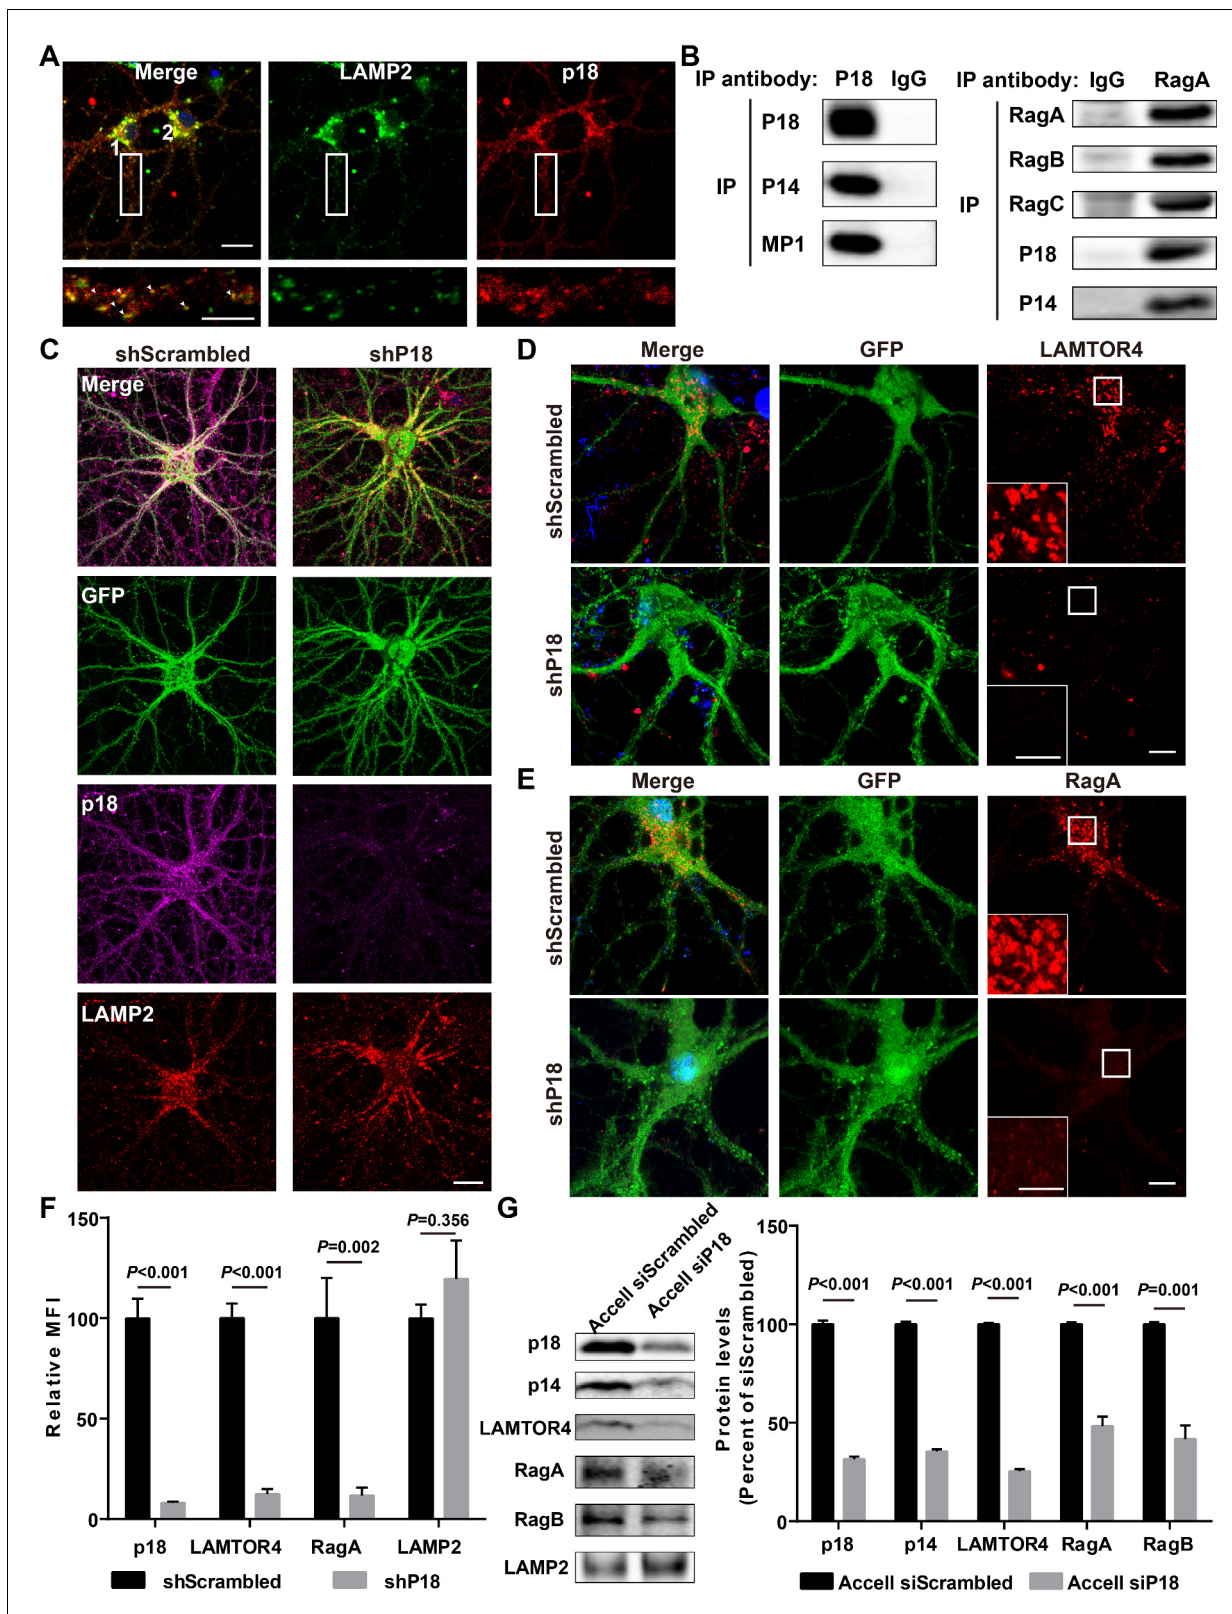 A
Merge
LAMP2
p18
1
2
B
IP antibody: P18 IgG
P18
IP
P14
MP1
IP antibody: IgG RagA
RagA
RagB
RagC
IP
P18
P14
C
shScrambled
shP18
Merge
GFP
p18
LAMP2
D
Merge
GFP
LAMTOR4
shScrambled
shP18
E
Merge
GFP
RagA
shScrambled
shP18
F
Relative MFI
150
100
50
0
P<0.001
P<0.001
P=0.002
P=0.356
p18
LAMTOR4
RagA
LAMP2
shScrambled
shP18
G
Accell siScrambled
Accell siP18
p18
p14
LAMTOR4
RagA
RagB
LAMP2
Protein levels
(Percent of siScrambled)
150
100
50
0
P<0.001
P<0.001
P<0.001
P<0.001
P=0.001
p18
p14
LAMTOR4
RagA
RagB
Accell siScrambled
Accell siP18